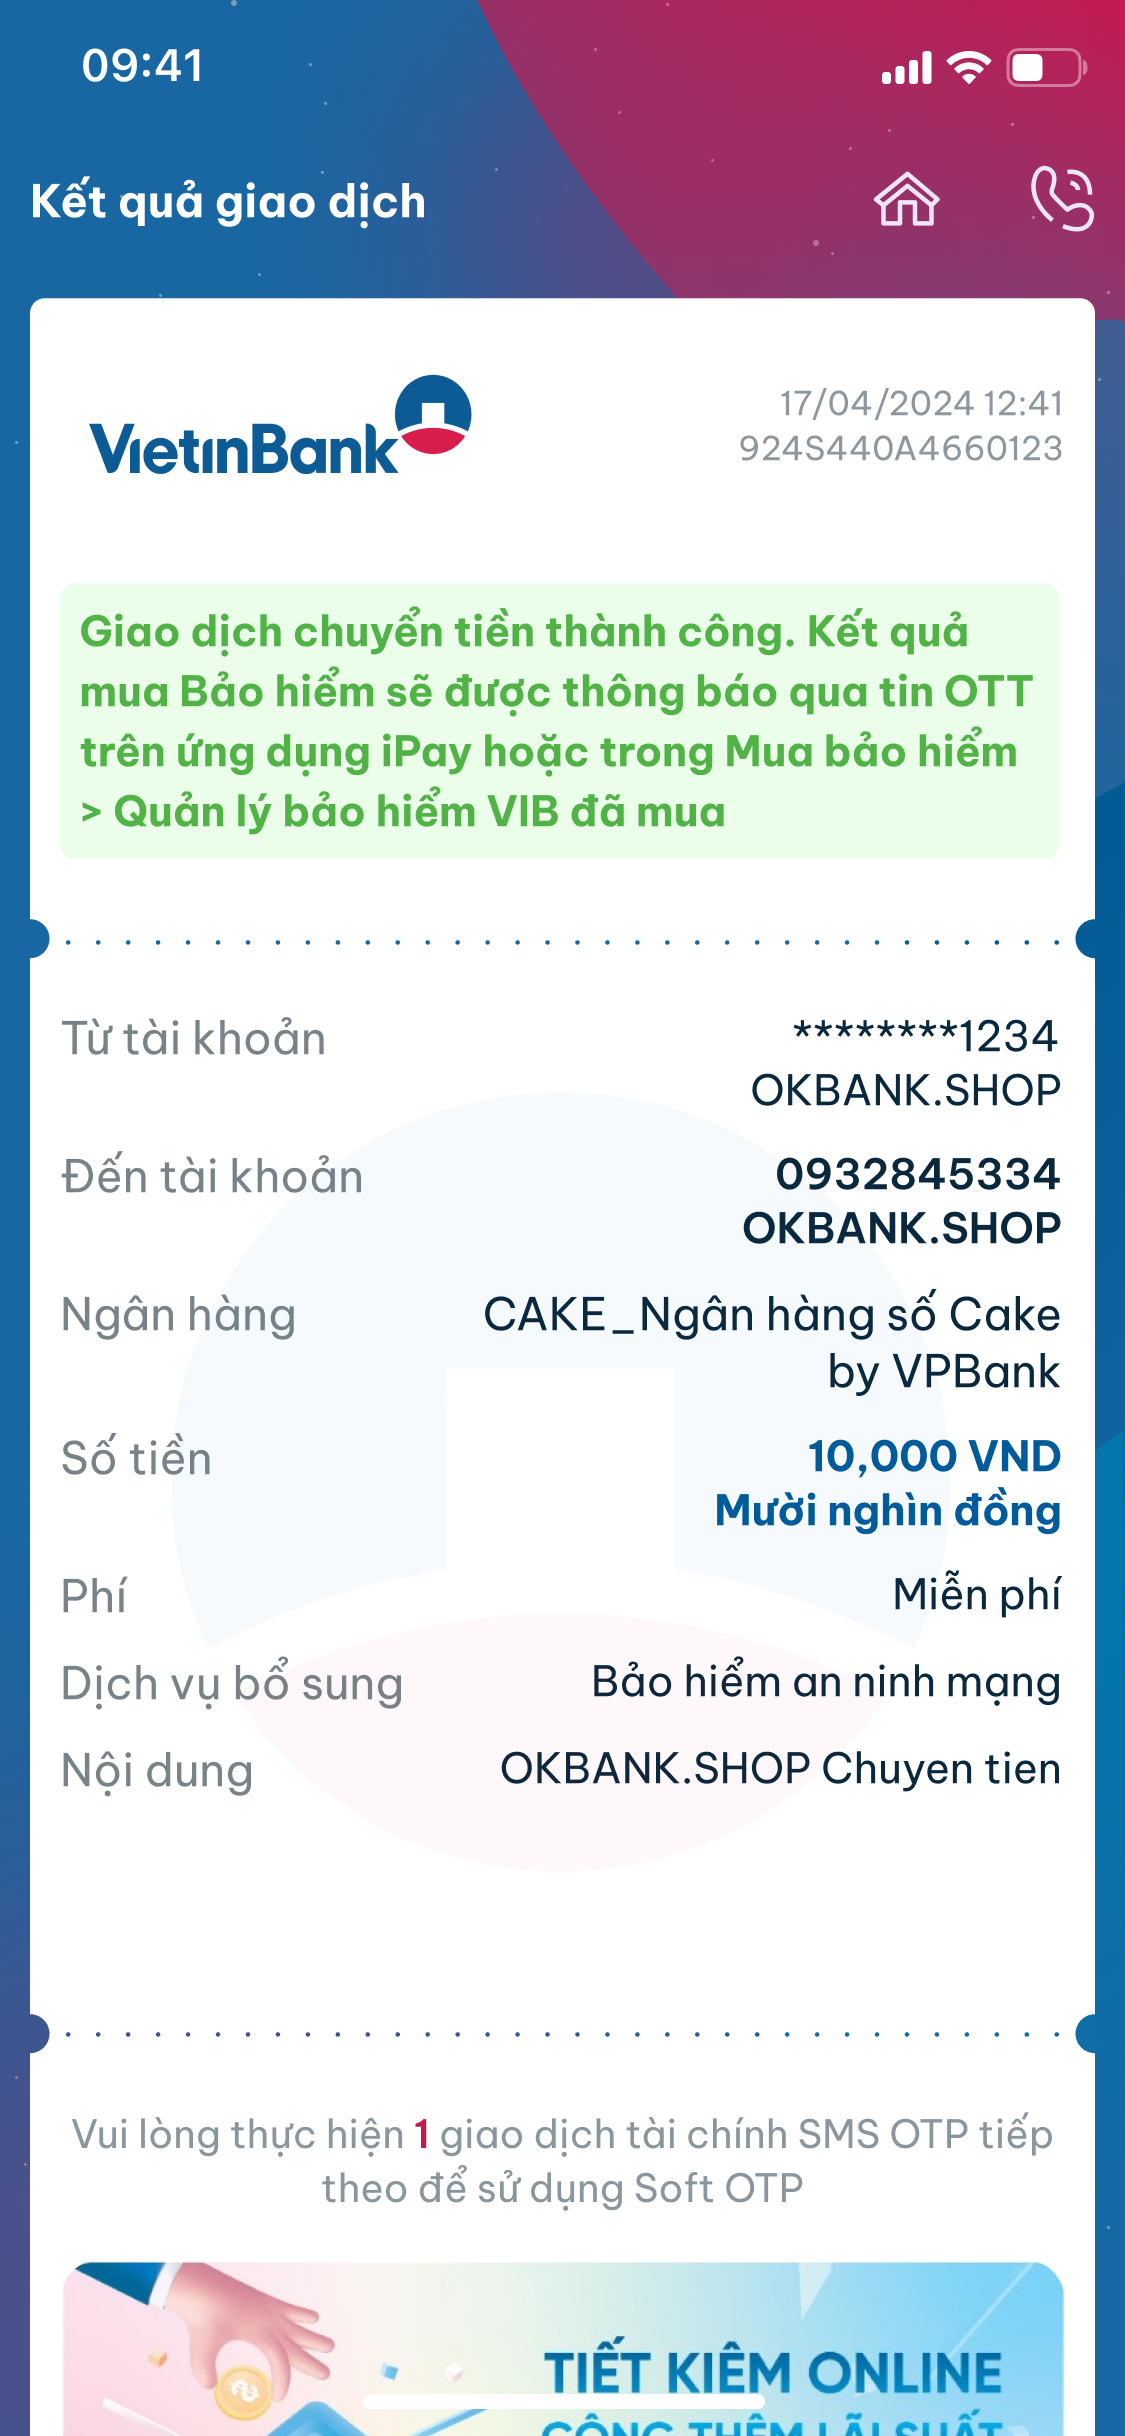 09:41
Kết quả giao dịch
VietinBank
17/04/2024 12:41
924S440A4660123
Giao dịch chuyển tiền thành công. Kết quả
mua Bảo hiểm sẽ được thông báo qua tin OTT
trên ứng dụng iPay hoặc trong Mua bảo hiểm
> Quản lý bảo hiểm VIB đã mua
Từ tài khoản
********1234
OKBANK.SHOP
Đến tài khoản
0932845334
OKBANK.SHOP
Ngân hàng
CAKE_Ngân hàng số Cake
by VPBank
Số tiền
10,000 VND
Mười nghìn đồng
Phí
Miễn phí
Dịch vụ bổ sung
Bảo hiểm an ninh mạng
Nội dung
OKBANK.SHOP Chuyen tien
Vui lòng thực hiện 1 giao dịch tài chính SMS OTP tiếp
theo để sử dụng Soft OTP
TIẾT KIỆM ONLINE
CỘNG THÊM LÃI SUẤT